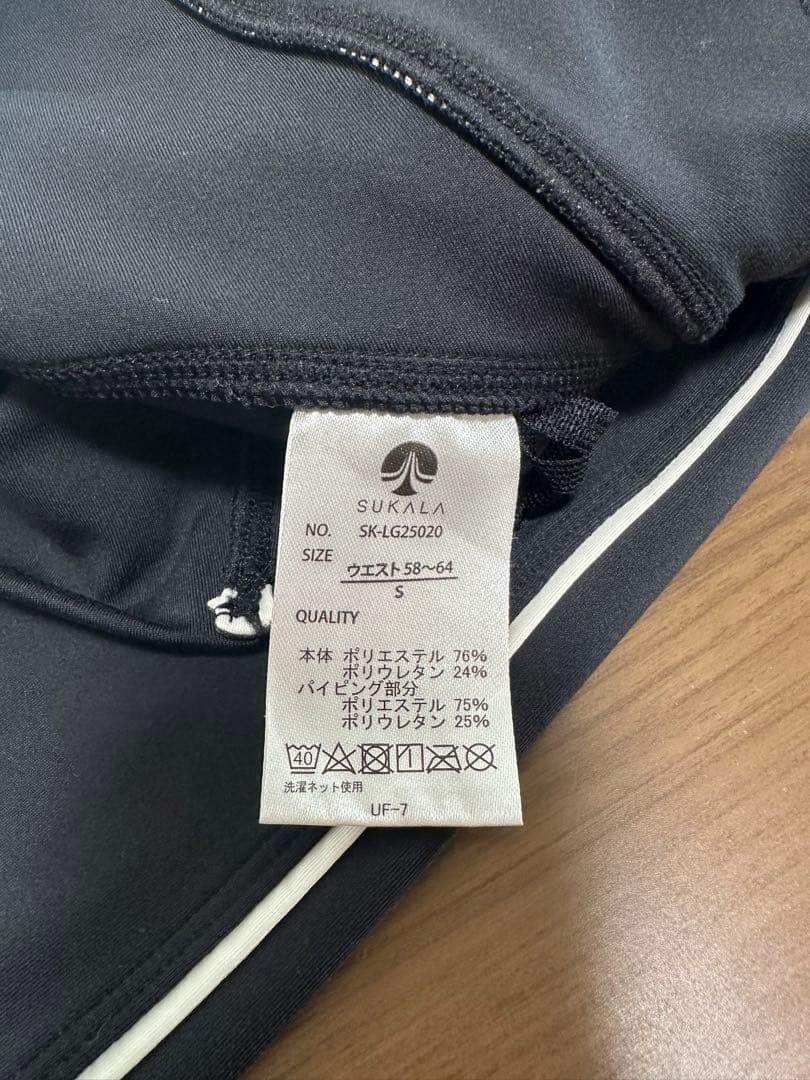 SUKALA
NO. SK-LG25020
SIZE
ウエスト 58〜64
S
QUALITY
本体 ポリエステル 76%
ポリウレタン 24%
パイピング部分
ポリエステル 75%
ポリウレタン 25%
40
洗濯ネット使用
UF-7